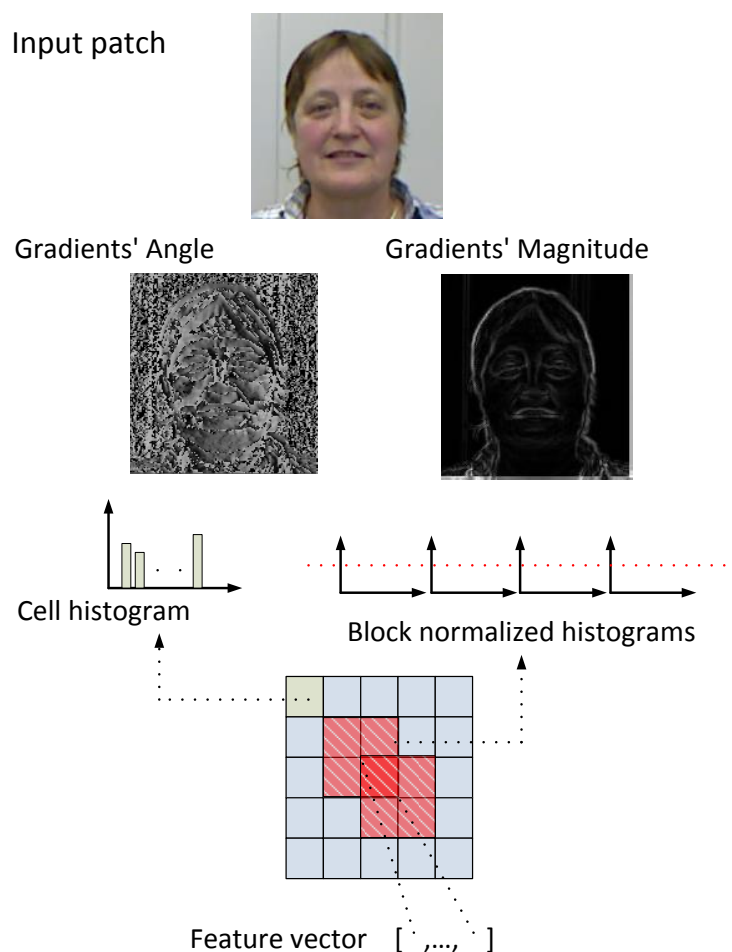 Input patch
Gradients' Angle
Gradients' Magnitude
Cell histogram
Block normalized histograms
Feature vector [ ,..., ]